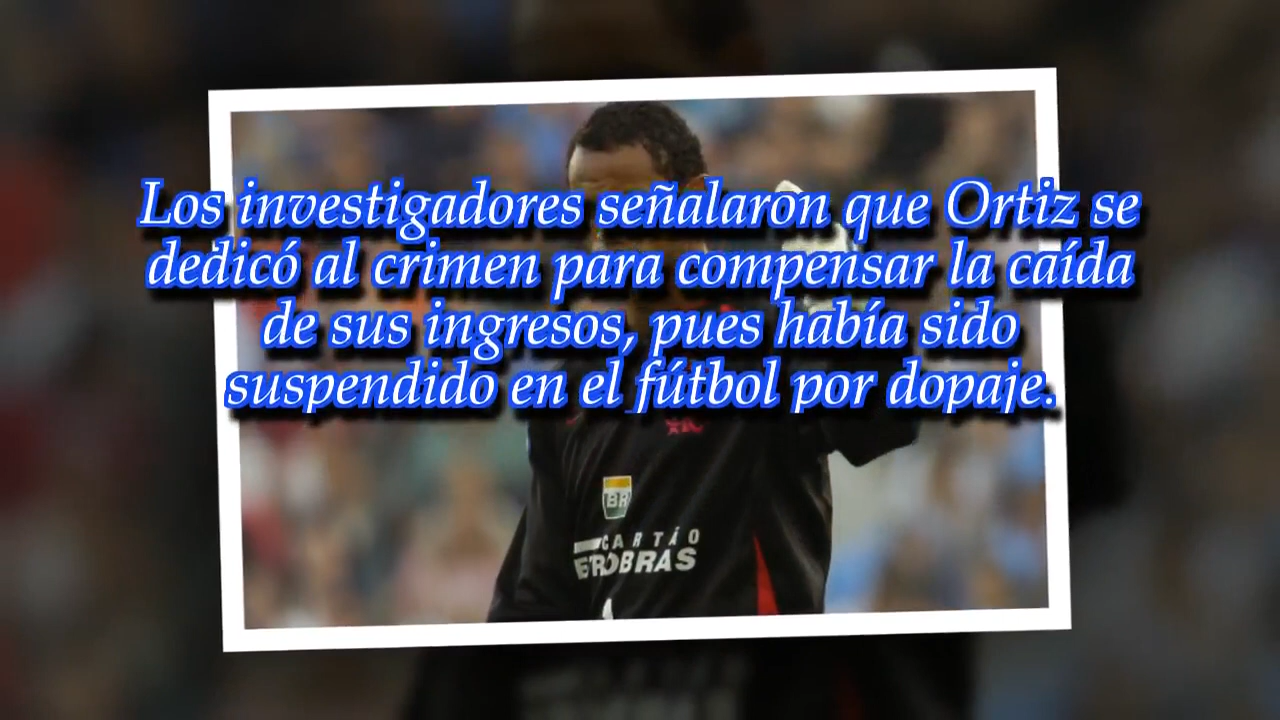 Los investigadores señalaron que Ortiz se
dedicó al crimen para compensar la caída
de sus ingresos, pues había sido
suspendido en el fútbol por dopaje.
BR
CARTÃO